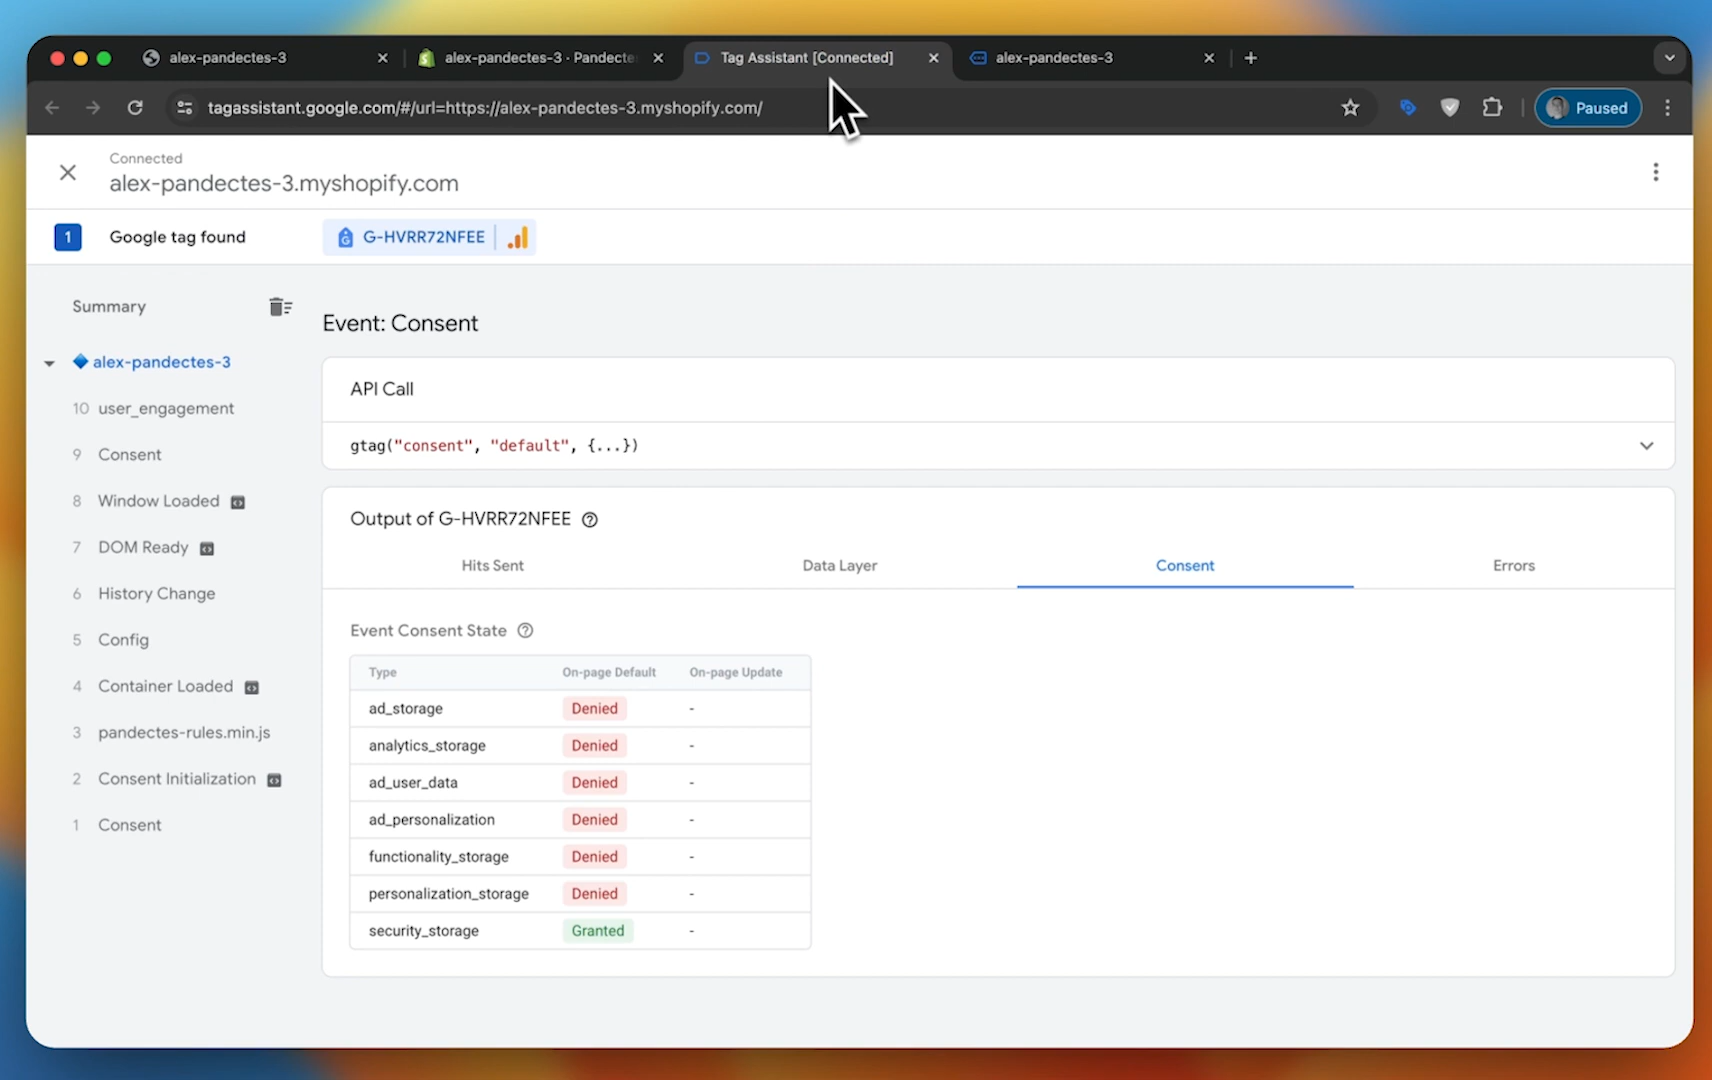 alex-pandectes-3
alex-pandectes-3 · Pandecte
Tag Assistant [Connected]
alex-pandectes-3
tagassistant.google.com/#/url=https://alex-pandectes-3.myshopify.com/
Paused
Connected
alex-pandectes-3.myshopify.com
1 Google tag found G-HVRR72NFEE
Summary
alex-pandectes-3
10 user_engagement
9 Consent
8 Window Loaded
7 DOM Ready
6 History Change
5 Config
4 Container Loaded
3 pandectes-rules.min.js
2 Consent Initialization
1 Consent
Event: Consent
API Call
gtag("consent", "default", {...})
Output of G-HVRR72NFEE
Hits Sent Data Layer Consent Errors
Event Consent State
Type On-page Default On-page Update
ad_storage Denied -
analytics_storage Denied -
ad_user_data Denied -
ad_personalization Denied -
functionality_storage Denied -
personalization_storage Denied -
security_storage Granted -